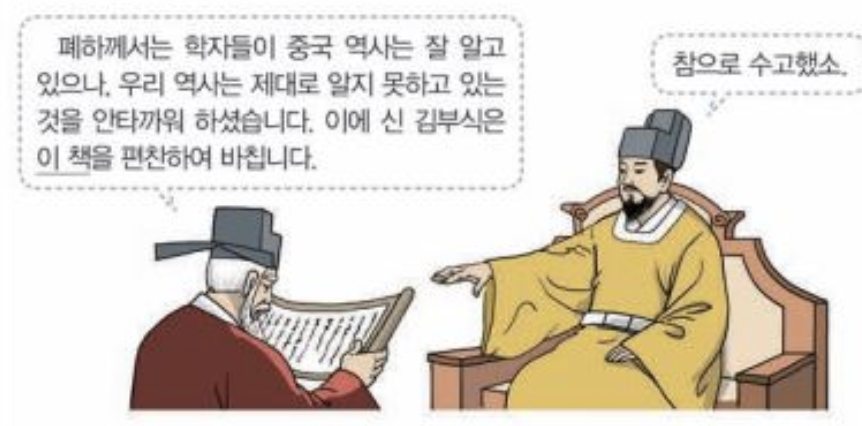 폐하께서는 학자들이 중국 역사는 잘 알고
있으나, 우리 역사는 제대로 알지 못하고 있는
것을 안타까워 하셨습니다. 이에 신 김부식은
이 책을 편찬하여 바칩니다.
참으로 수고했소.